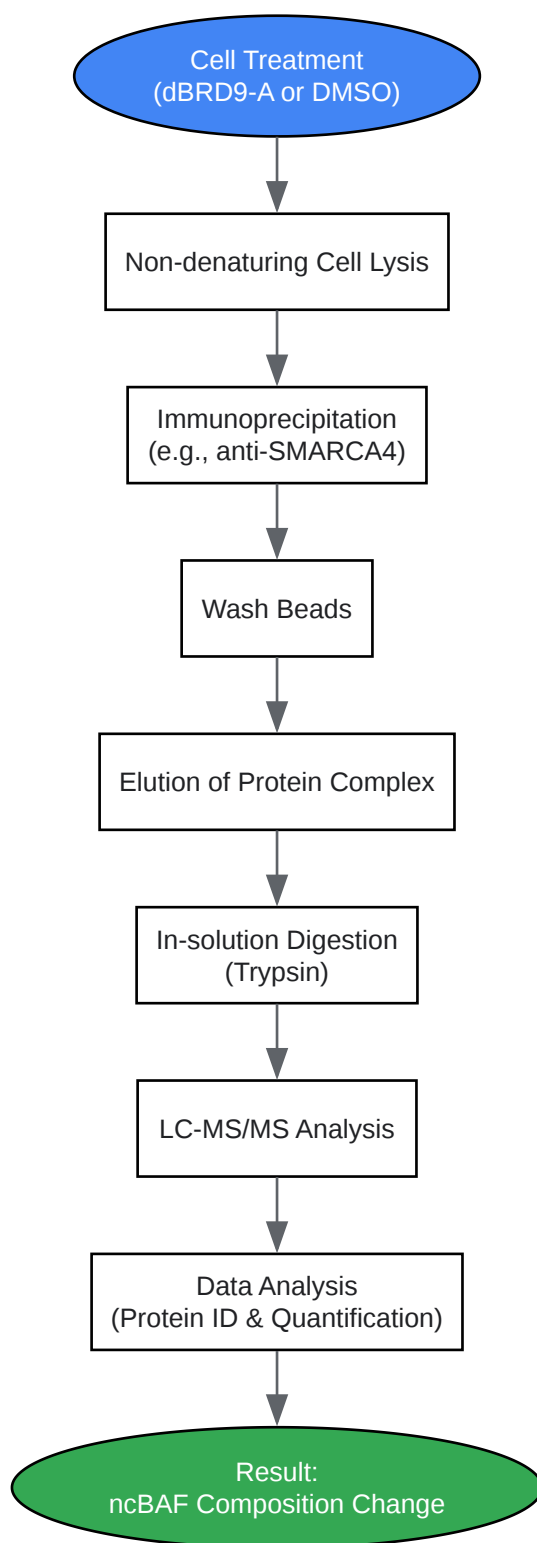 Cell Treatment
(dBRD9-A or DMSO)
Non-denaturing Cell Lysis
Immunoprecipitation
(e.g., anti-SMARCA4)
Wash Beads
Elution of Protein Complex
In-solution Digestion
(Trypsin)
LC-MS/MS Analysis
Data Analysis
(Protein ID & Quantification)
Result:
ncBAF Composition Change